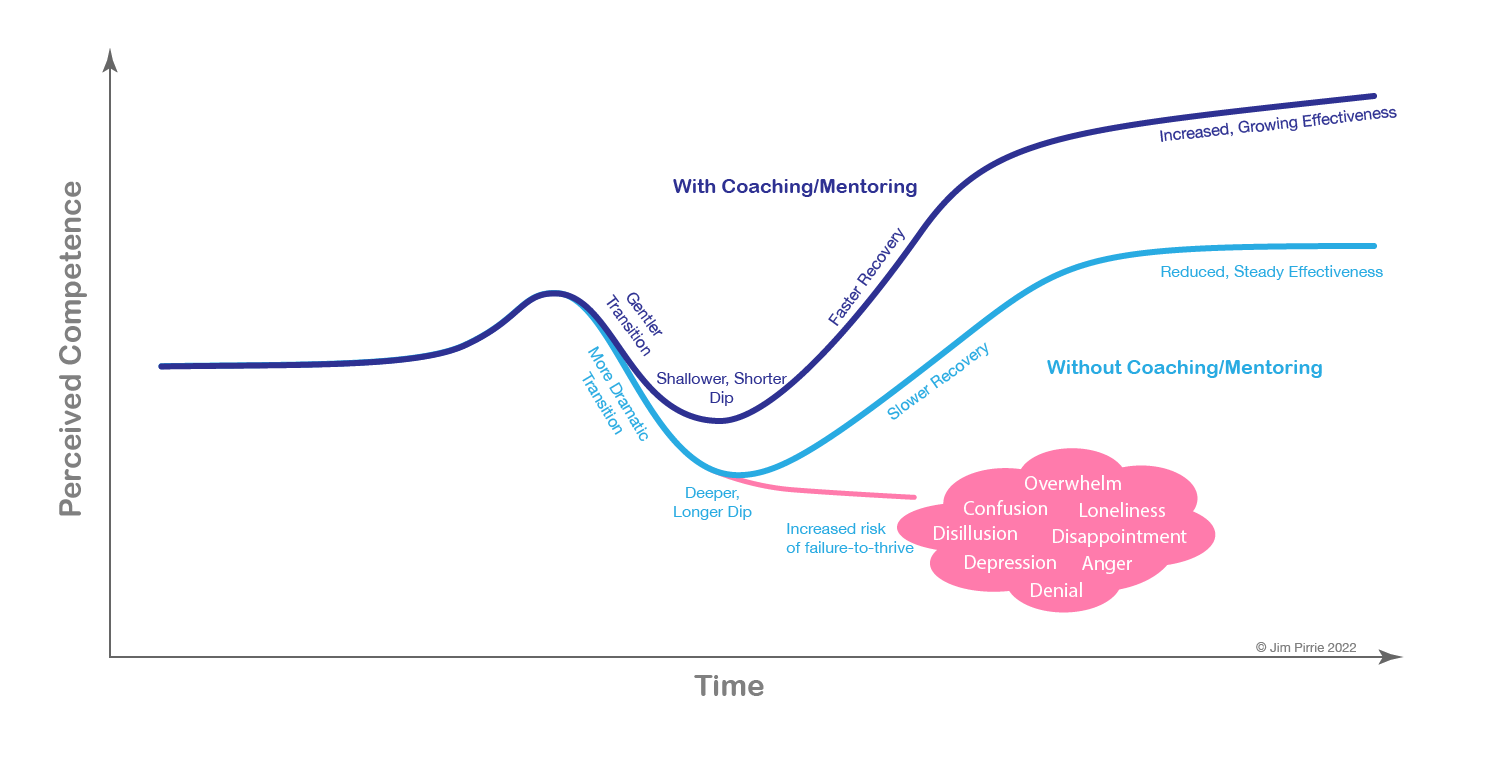 Perceived Competence
With Coaching/Mentoring
Increased, Growing Effectiveness
Faster Recovery
Gentler
Transition
Shallower, Shorter
Dip
More Dramatic
Transition
Reduced, Steady Effectiveness
Slower Recovery
Without Coaching/Mentoring
Deeper,
Longer Dip
Increased risk
of failure-to-thrive
Overwhelm
Confusion Loneliness
Disillusion Disappointment
Depression Anger
Denial
© Jim Pirrie 2022
Time